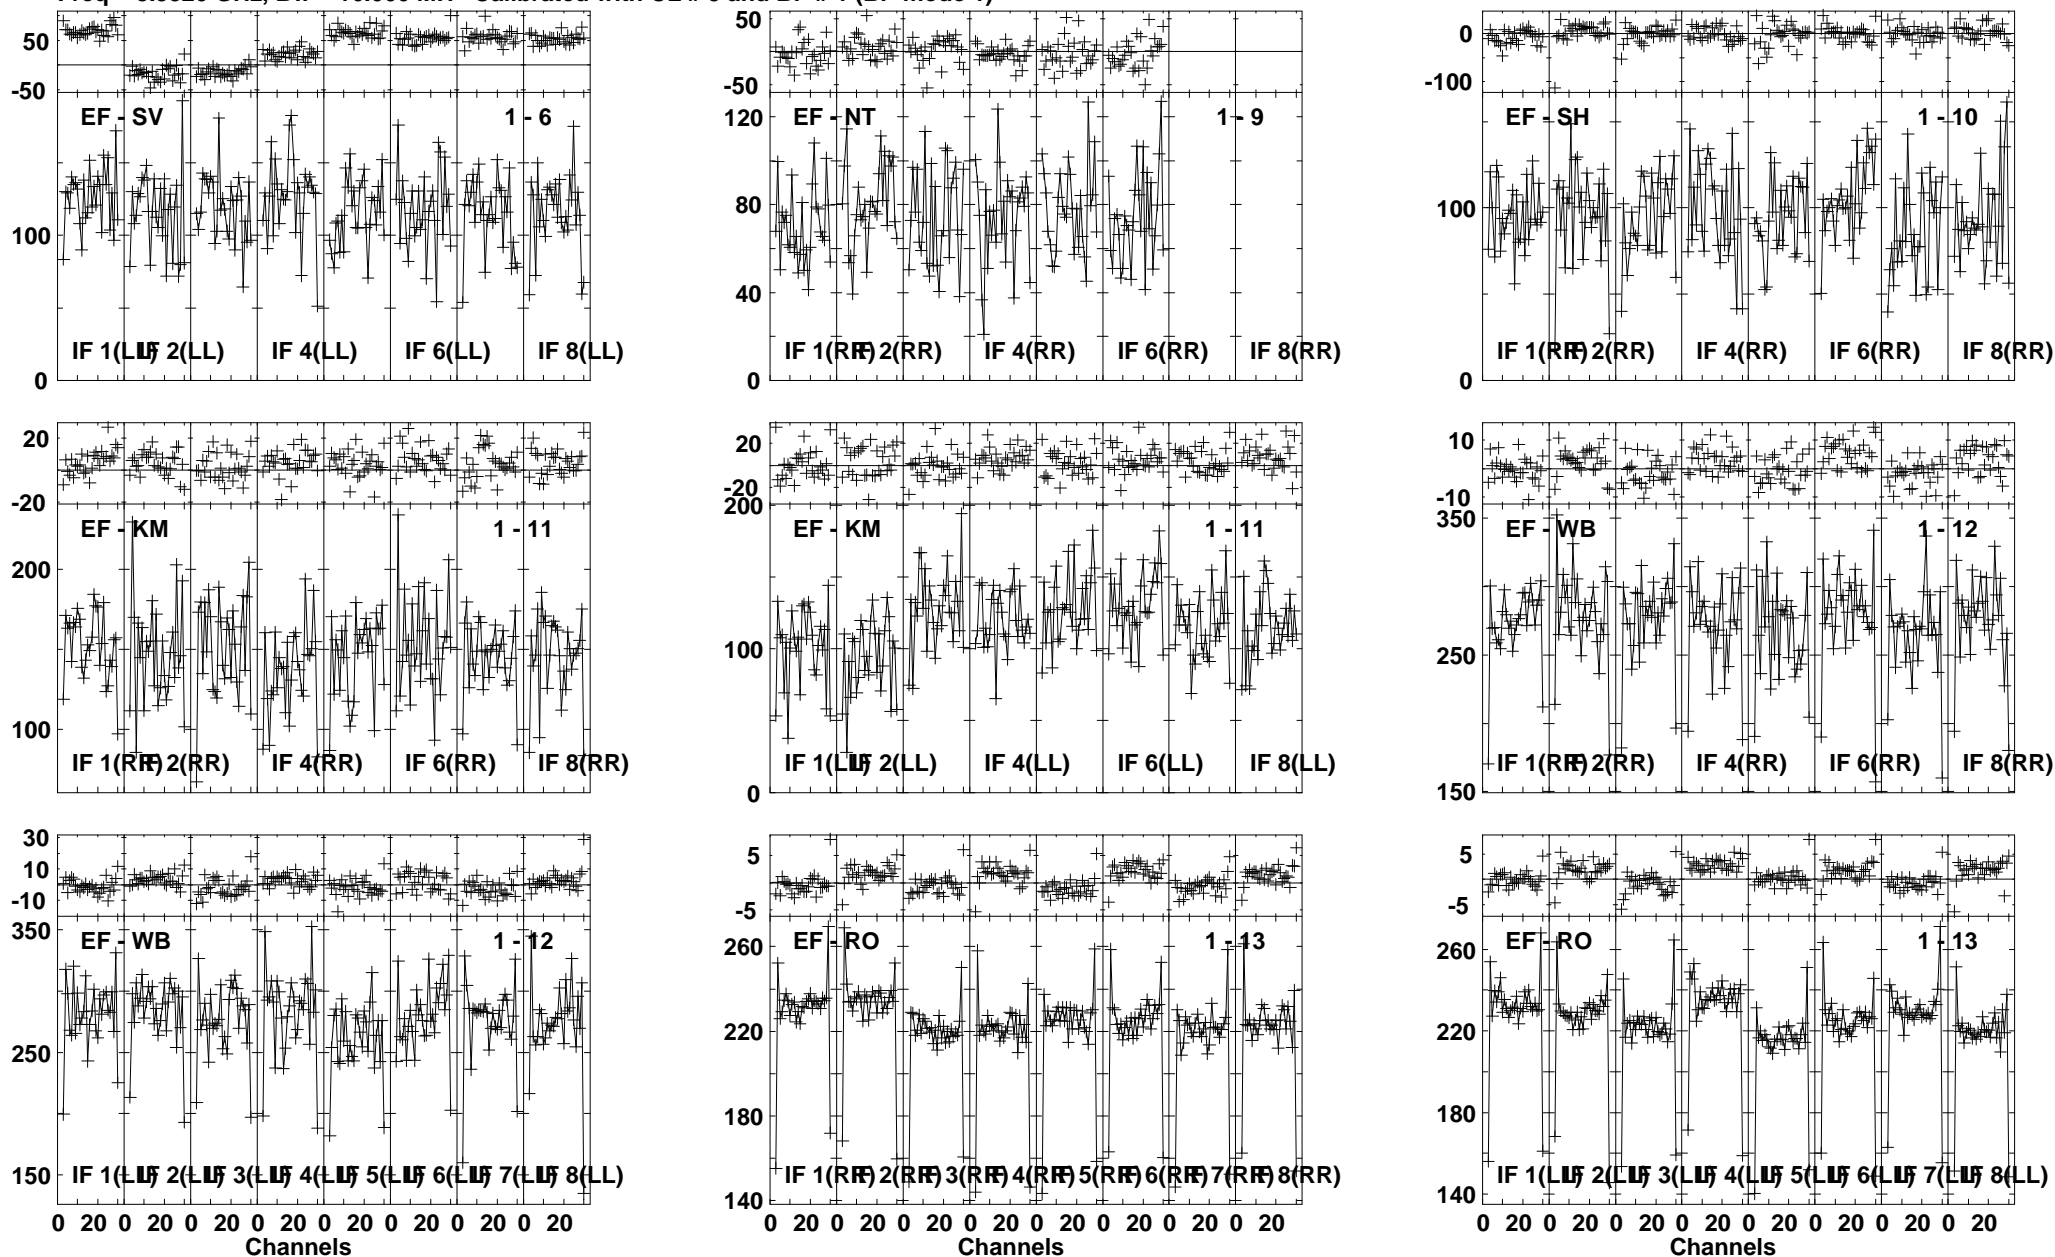 50
-50
EF - SV
1 - 6
100
0
IF 1(LL)
IF 2(LL)
IF 4(LL)
IF 6(LL)
IF 8(LL)
50
-50
EF - NT
1 - 9
120
80
40
0
IF 1(RR)
IF 2(RR)
IF 4(RR)
IF 6(RR)
IF 8(RR)
0
-100
EF - SH
1 - 10
100
0
IF 1(RR)
IF 2(RR)
IF 4(RR)
IF 6(RR)
IF 8(RR)
20
-20
EF - KM
1 - 11
200
100
IF 1(RR)
IF 2(RR)
IF 4(RR)
IF 6(RR)
IF 8(RR)
20
-20
200
EF - KM
1 - 11
100
0
IF 1(LL)
IF 2(LL)
IF 4(LL)
IF 6(LL)
IF 8(LL)
10
-10
350
EF - WB
1 - 12
250
150
IF 1(RR)
IF 2(RR)
IF 4(RR)
IF 6(RR)
IF 8(RR)
30
10
-10
350
EF - WB
1 - 12
250
150
IF 1(LL)
IF 2(LL)
IF 3(LL)
IF 4(LL)
IF 5(LL)
IF 6(LL)
IF 7(LL)
IF 8(LL)
0 20 0 20 0 20 0 20 0 20 0 20 0 20 0 20
Channels
5
-5
260
EF - RO
1 - 13
220
180
140
IF 1(RR)
IF 2(RR)
IF 3(RR)
IF 4(RR)
IF 5(RR)
IF 6(RR)
IF 7(RR)
IF 8(RR)
0 20 0 20 0 20 0 20 0 20 0 20 0 20 0 20
Channels
5
-5
260
EF - RO
1 - 13
220
180
140
IF 1(LL)
IF 2(LL)
IF 3(LL)
IF 4(LL)
IF 5(LL)
IF 6(LL)
IF 7(LL)
IF 8(LL)
0 20 0 20 0 20 0 20 0 20 0 20 0 20 0 20
Channels